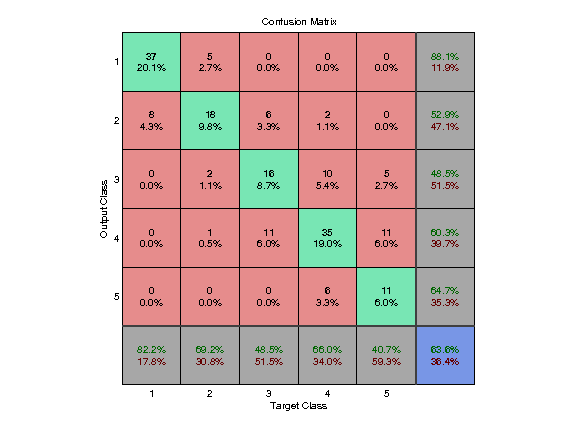 Confusion Matrix
37 5 0 0 0 88.1%
1
20.1% 2.7% 0.0% 0.0% 0.0% 11.9%
8 18 6 2 0 52.9%
2
4.3% 9.8% 3.3% 1.1% 0.0% 47.1%
0 2 16 10 5 48.5%
3
0.0% 1.1% 8.7% 5.4% 2.7% 51.5%
Output Class
0 1 11 35 11 60.3%
4
0.0% 0.5% 6.0% 19.0% 6.0% 39.7%
0 0 0 6 11 64.7%
5
0.0% 0.0% 0.0% 3.3% 6.0% 35.3%
82.2% 69.2% 48.5% 66.0% 40.7% 63.6%
17.8% 30.8% 51.5% 34.0% 59.3% 36.4%
1 2 3 4 5
Target Class